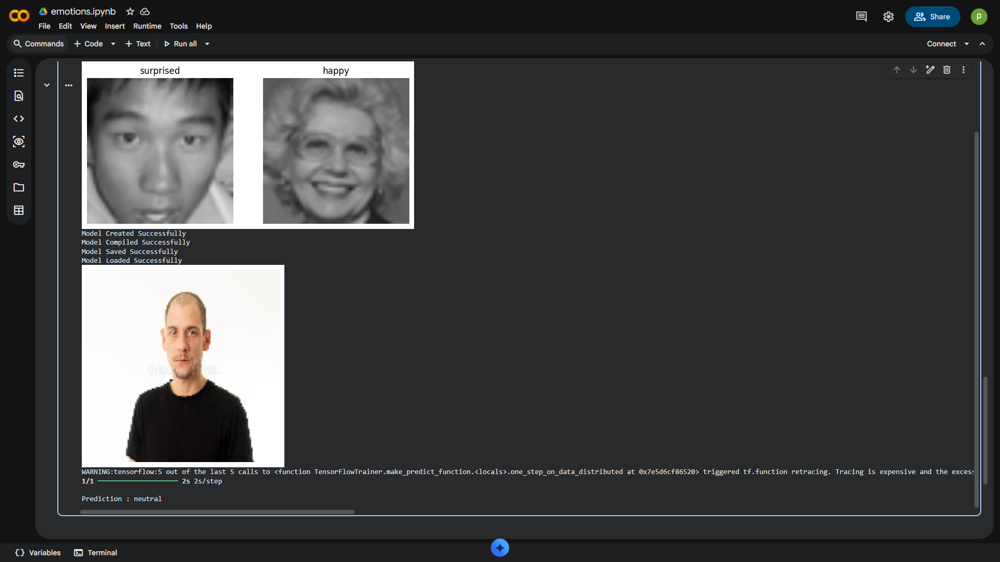 emotions.ipynb
File Edit View Insert Runtime Tools Help
Share
p
Commands + Code + Text Run all
Connect
surprised happy
Model Created Successfully
Model Compiled Successfully
Model Saved Successfully
Model Loaded Successfully
WARNING:tensorflow:5 out of the last 5 calls to <function TensorFlowTrainer.make_predict_function.<locals>.one_step_on_data_distributed at 0x7e5d6cf86520> triggered tf.function retracing. Tracing is expensive and the excess
1/1 ━━━━━━━━━━━━━━━━━━━━ 2s 2s/step
Prediction : neutral
Variables Terminal